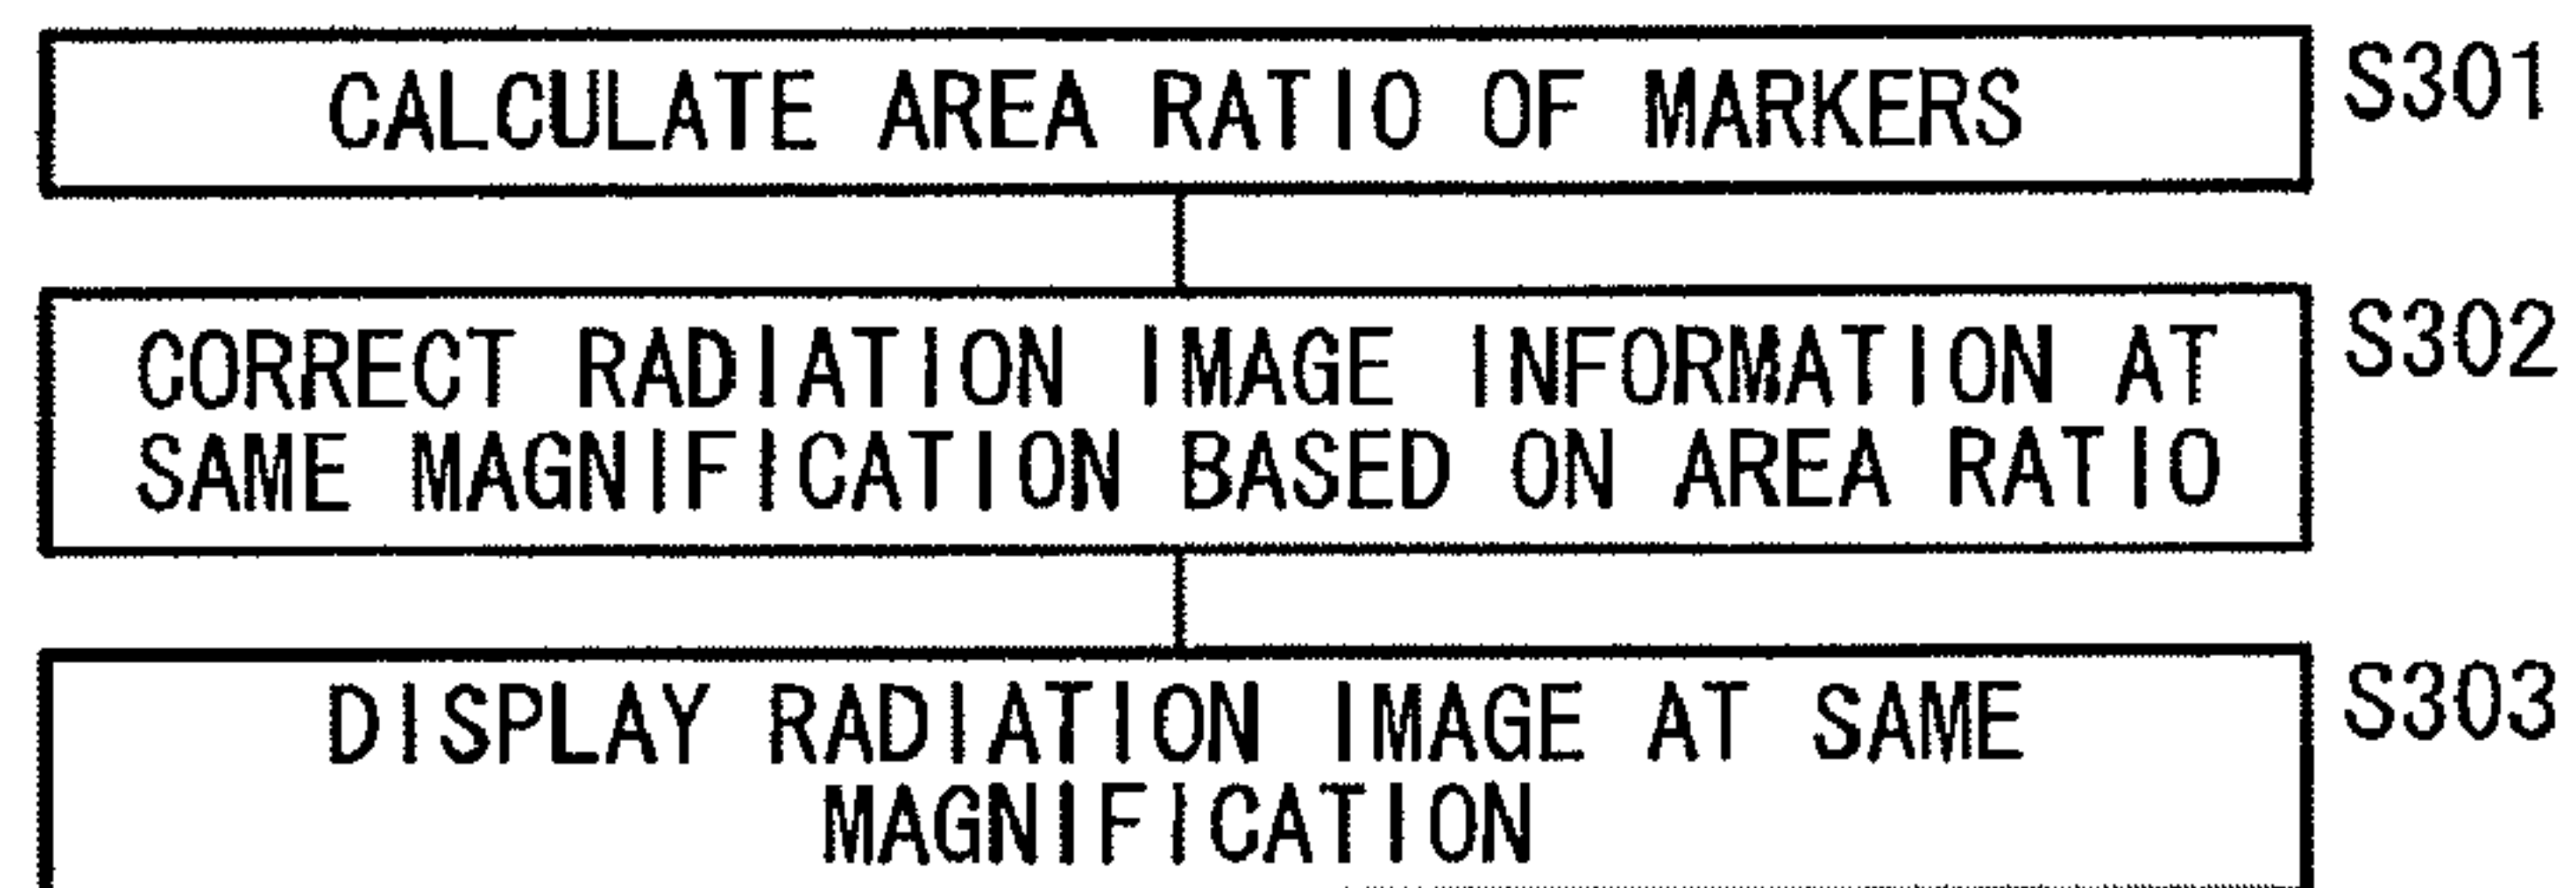 CALCULATE AREA RATIO OF MARKERS S301
CORRECT RADIATION IMAGE INFORMATION AT S302
SAME MAGNIFICATION BASED ON AREA RATIO
DISPLAY RADIATION IMAGE AT SAME S303
MAGNIFICATION